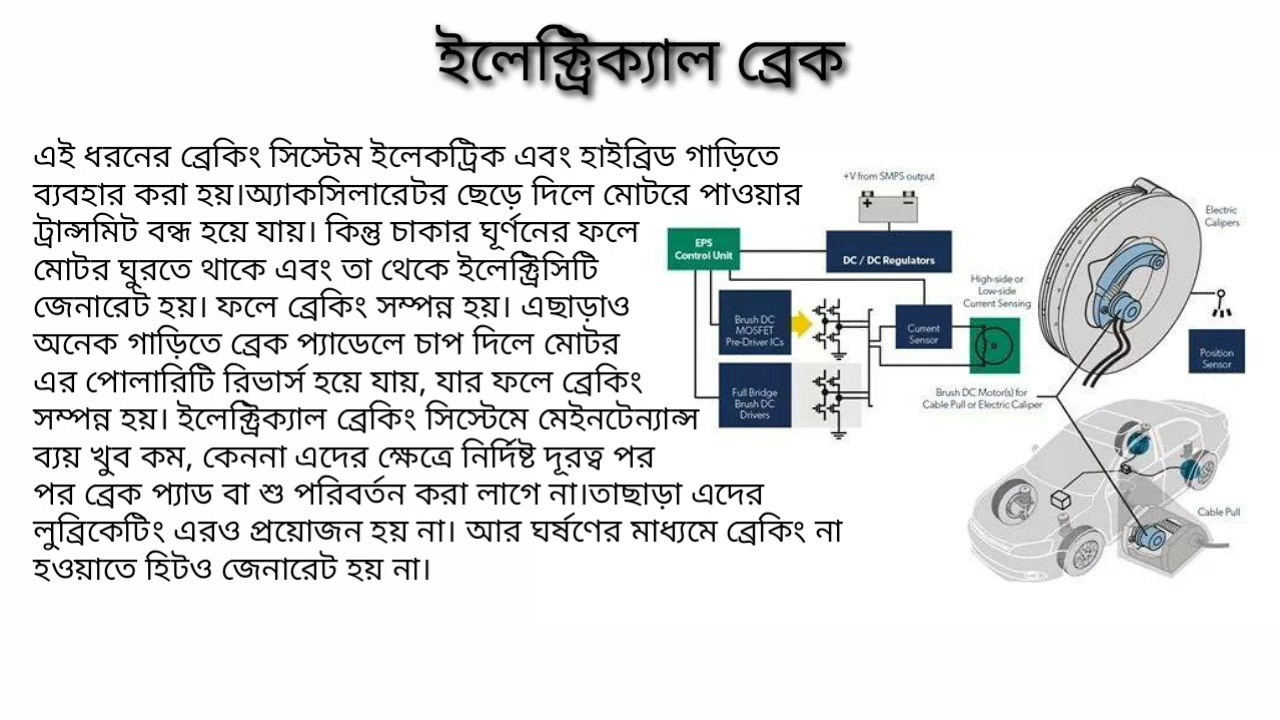 ইলেক্ট্রিক্যাল ব্রেক
এই ধরনের ব্রেকিং সিস্টেম ইলেকট্রিক এবং হাইব্রিড গাড়িতে
ব্যবহার করা হয়।অ্যাকসিলারেটর ছেড়ে দিলে মোটরে পাওয়ার
ট্রান্সমিট বন্ধ হয়ে যায়। কিন্তু চাকার ঘূর্ণনের ফলে
মোটর ঘুরতে থাকে এবং তা থেকে ইলেক্ট্রিসিটি
জেনারেট হয়। ফলে ব্রেকিং সম্পন্ন হয়। এছাড়াও
অনেক গাড়িতে ব্রেক প্যাডেলে চাপ দিলে মোটর
এর পোলারিটি রিভার্স হয়ে যায়, যার ফলে ব্রেকিং
সম্পন্ন হয়। ইলেক্ট্রিক্যাল ব্রেকিং সিস্টেমে মেইনটেন্যান্স
ব্যয় খুব কম, কেননা এদের ক্ষেত্রে নির্দিষ্ট দূরত্ব পর
পর ব্রেক প্যাড বা শু পরিবর্তন করা লাগে না।তাছাড়া এদের
লুব্রিকেটিং এরও প্রয়োজন হয় না। আর ঘর্ষণের মাধ্যমে ব্রেকিং না
হওয়াতে হিটও জেনারেট হয় না।
+V from SMPS output
EPS
Control Unit
DC / DC Regulators
Brush DC
MOSFET
Pre-Driver ICs
Full Bridge
Brush DC
Drivers
Current
Sensor
High-side or
Low-side
Current Sensing
Electric
Calipers
Position
Sensor
Brush DC Motor(s) for
Cable Pull or Electric Caliper
Cable Pull